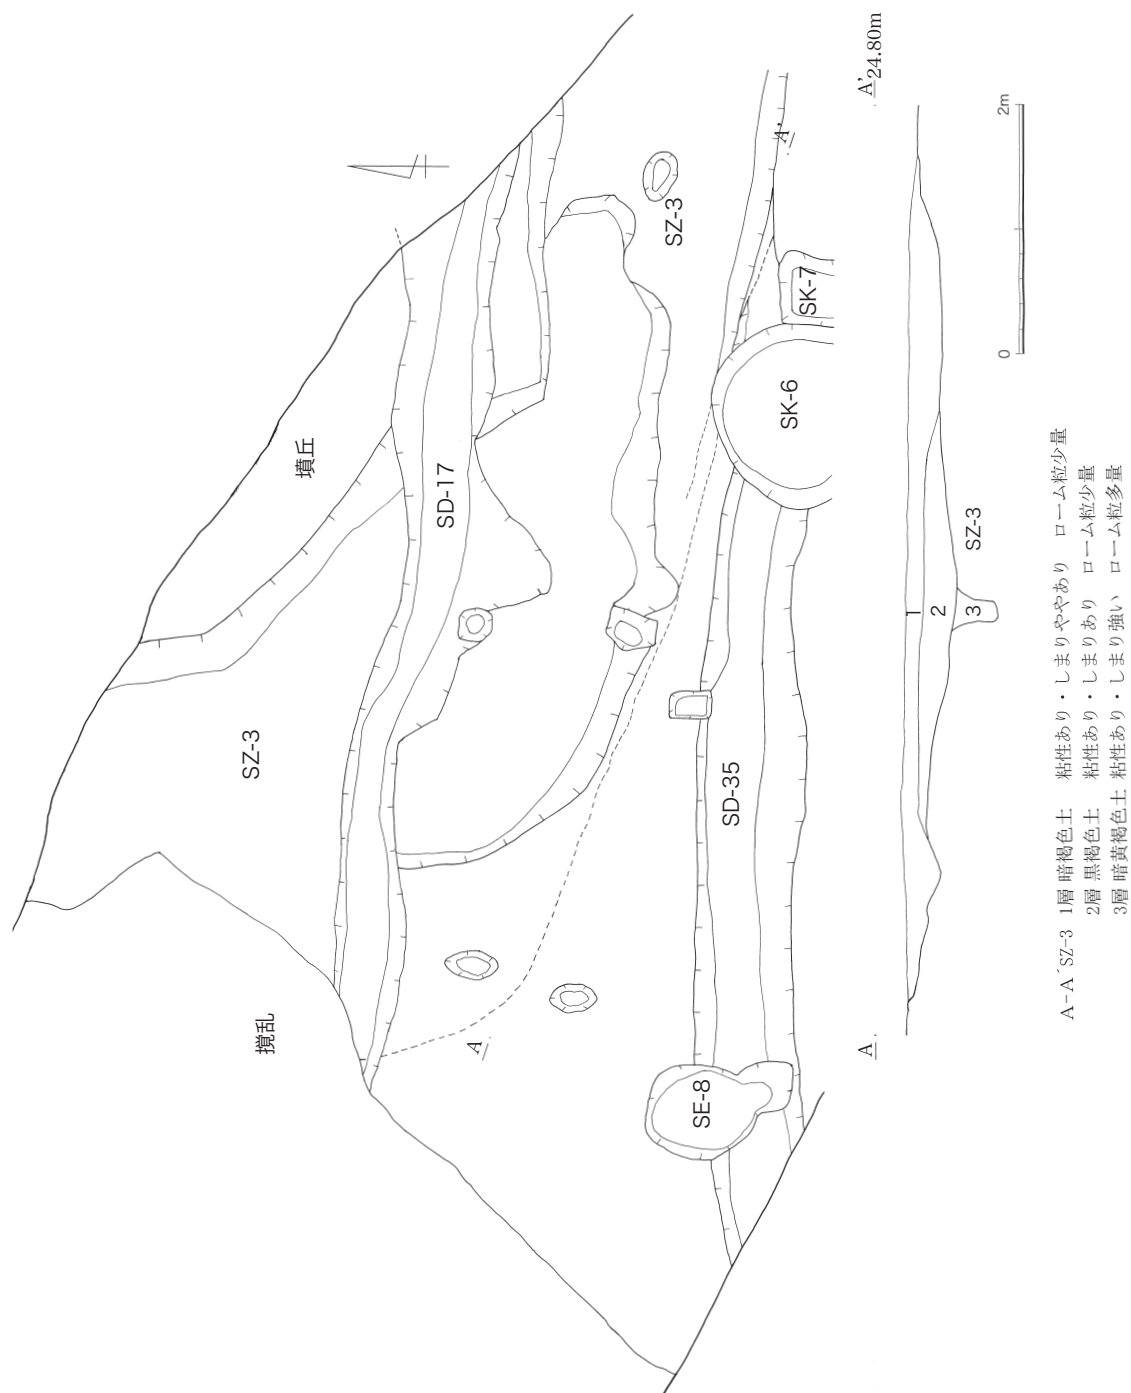 墳丘
SD-17
SZ-3
SZ-3
撹乱
A
A'
SK-7
SK-6
SD-35
SE-8
A
A'
24.80m
1
2
3
SZ-3
0
2m
A-A´SZ-3 1層 暗褐色土 粘性あり・しまりややあり ローム粒少量
2層 黒褐色土 粘性あり・しまりあり ローム粒少量
3層 暗黄褐色土 粘性あり・しまり強い ローム粒多量